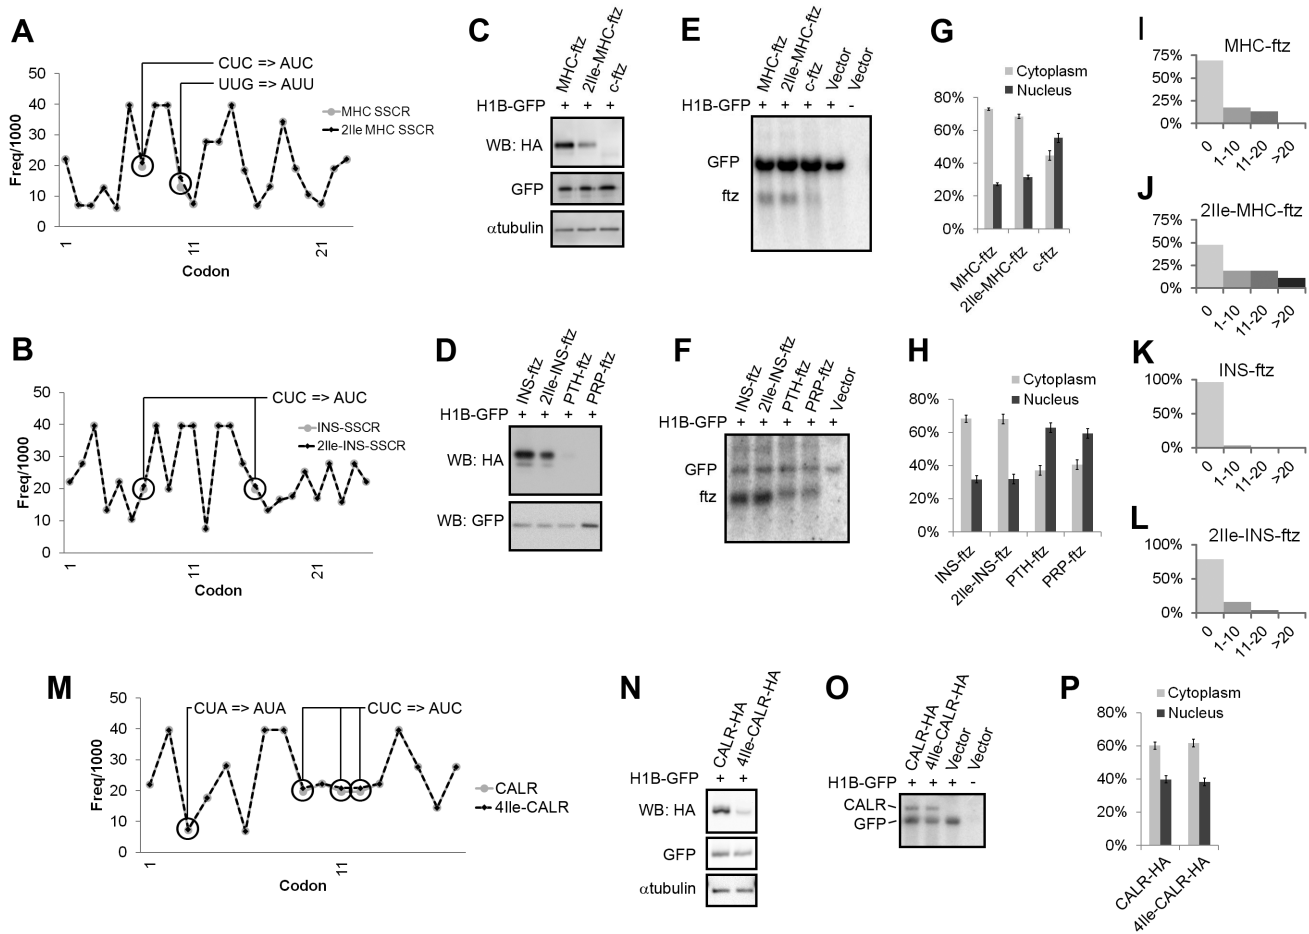 A
CUC => AUC
UUG => AUU
MHC SSCR
2Ile MHC SSCR
Freq/1000
50
40
30
20
10
0
1
11
21
Codon
B
CUC => AUC
INS-SSCR
2Ile-INS-SSCR
Freq/1000
50
40
30
20
10
0
1
11
21
Codon
C
MHC-ftz
2Ile-MHC-ftz
c-ftz
H1B-GFP + + +
WB: HA
GFP
αtubulin
D
INS-ftz
2Ile-INS-ftz
PTH-ftz
PRP-ftz
H1B-GFP + + + +
WB: HA
WB: GFP
E
MHC-ftz
2Ile-MHC-ftz
c-ftz
Vector
Vector
H1B-GFP + + + + -
GFP
ftz
F
INS-ftz
2Ile-INS-ftz
PTH-ftz
PRP-ftz
Vector
H1B-GFP + + + + +
GFP
ftz
G
Cytoplasm
Nucleus
80%
60%
40%
20%
0%
MHC-ftz
2Ile-MHC-ftz
c-ftz
H
Cytoplasm
Nucleus
80%
60%
40%
20%
0%
INS-ftz
2Ile-INS-ftz
PTH-ftz
PRP-ftz
I
MHC-ftz
75%
50%
25%
0%
0
1-10
11-20
>20
J
2Ile-MHC-ftz
75%
50%
25%
0%
0
1-10
11-20
>20
K
INS-ftz
100%
50%
0%
0
1-10
11-20
>20
L
2Ile-INS-ftz
100%
50%
0%
0
1-10
11-20
>20
M
CUA => AUA
CUC => AUC
CALR
4Ile-CALR
Freq/1000
50
40
30
20
10
0
1
11
Codon
N
CALR-HA
4Ile-CALR-HA
H1B-GFP + +
WB: HA
GFP
αtubulin
O
CALR-HA
4Ile-CALR-HA
Vector
Vector
H1B-GFP + + + -
CALR
GFP
P
Cytoplasm
Nucleus
80%
60%
40%
20%
0%
CALR-HA
4Ile-CALR-HA